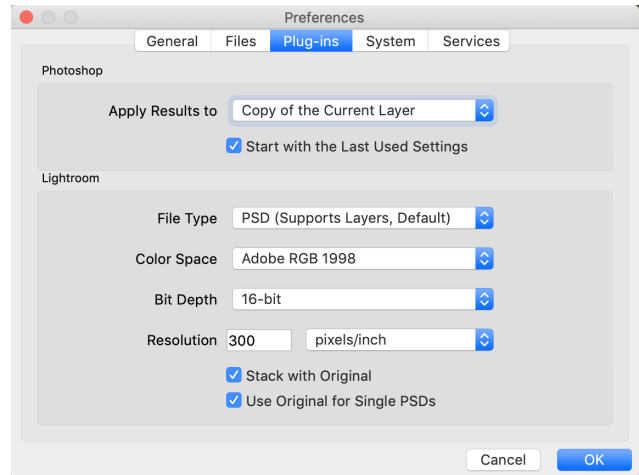 Preferences
General Files Plug-ins System Services
Photoshop
Apply Results to Copy of the Current Layer
Start with the Last Used Settings
Lightroom
File Type PSD (Supports Layers, Default)
Color Space Adobe RGB 1998
Bit Depth 16-bit
Resolution 300 pixels/inch
Stack with Original
Use Original for Single PSDs
Cancel OK